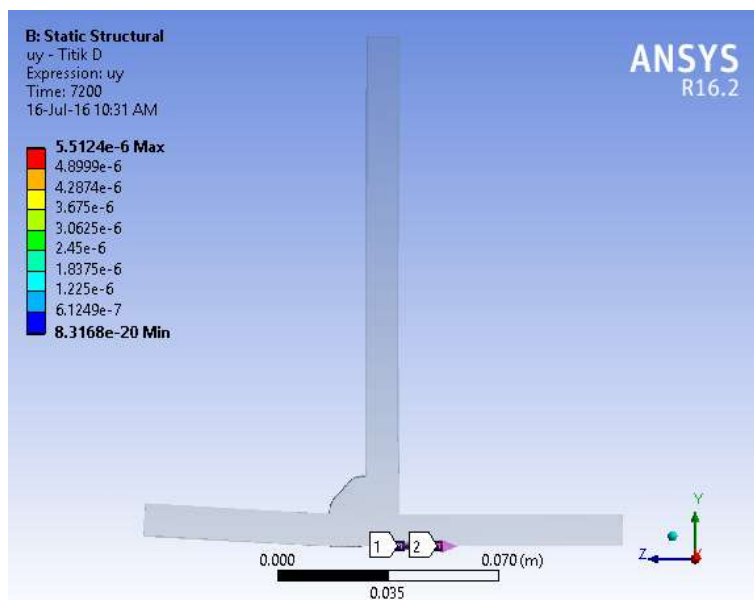 B: Static Structural
uy - Titik D
Expression: uy
Time: 7200
16-Jul-16 10:31 AM
5.5124e-6 Max
4.8999e-6
4.2874e-6
3.675e-6
3.0625e-6
2.45e-6
1.8375e-6
1.225e-6
6.1249e-7
8.3168e-20 Min
ANSYS
R16.2
1
2
0.000
0.070 (m)
0.035
Y
Z
X